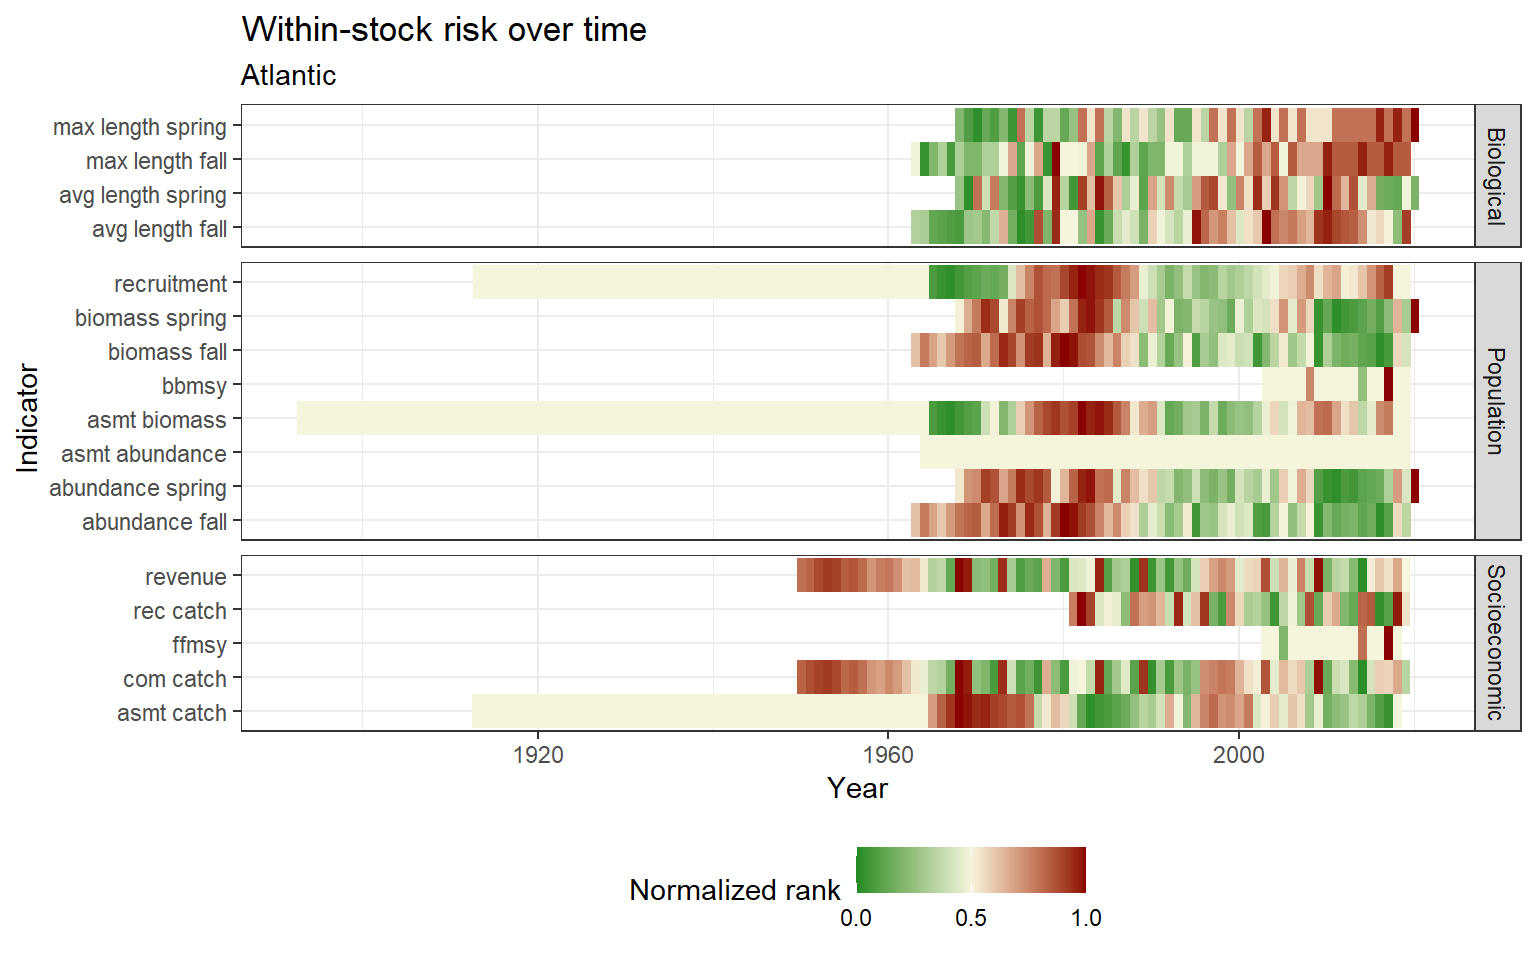 Within-stock risk over time
Atlantic
max length spring
max length fall
avg length spring
avg length fall
Biological
recruitment
biomass spring
biomass fall
bbmsy
asmt biomass
asmt abundance
abundance spring
abundance fall
Population
revenue
rec catch
ffmsy
com catch
asmt catch
Socioeconomic
Indicator
1920 1960 2000
Year
Normalized rank
0.0 0.5 1.0